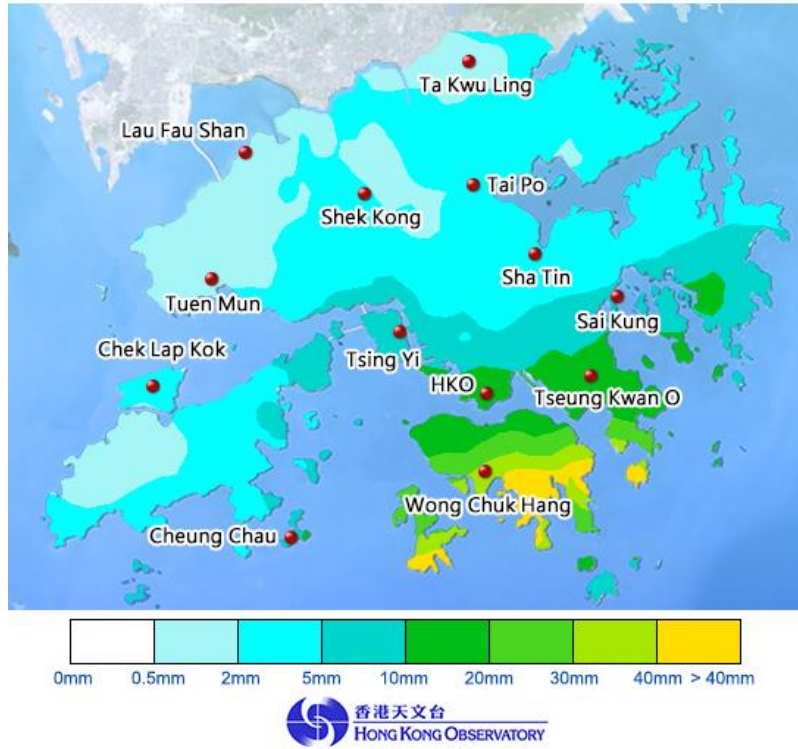 Ta Kwu Ling
Lau Fau Shan
Tai Po
Shek Kong
Sha Tin
Tuen Mun
Sai Kung
Chek Lap Kok
Tsing Yi
HKO
Tseung Kwan O
Wong Chuk Hang
Cheung Chau
0mm 0.5mm 2mm 5mm 10mm 20mm 30mm 40mm > 40mm
香港天文台
HONG KONG OBSERVATORY